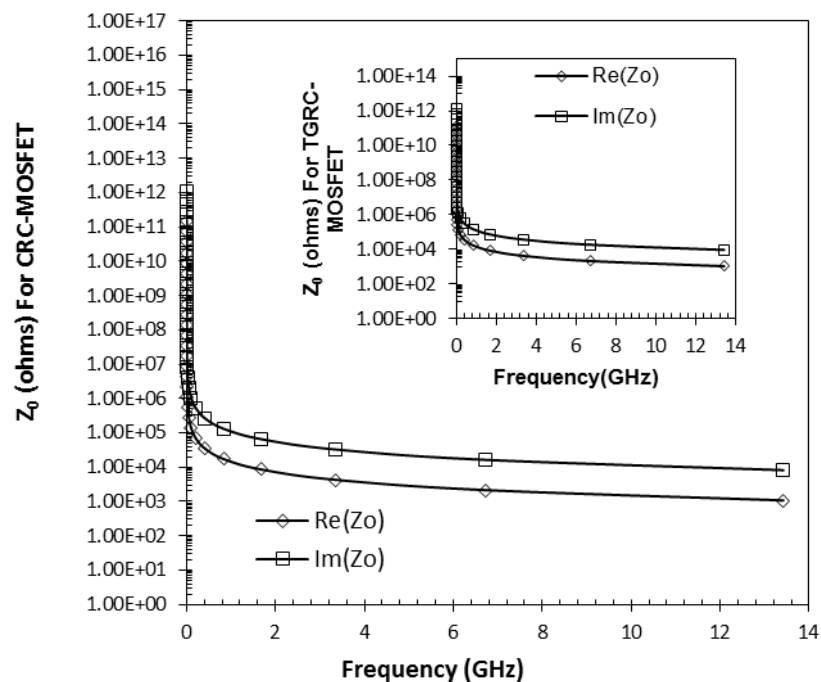 Z₀ (ohms) For CRC-MOSFET
1.00E+17
1.00E+16
1.00E+15
1.00E+14
1.00E+13
1.00E+12
1.00E+11
1.00E+10
1.00E+09
1.00E+08
1.00E+07
1.00E+06
1.00E+05
1.00E+04
1.00E+03
1.00E+02
1.00E+01
1.00E+00
0 2 4 6 8 10 12 14
Frequency (GHz)
Re(Zo)
Im(Zo)
Z₀ (ohms) For TGRC-
MOSFET
1.00E+14
1.00E+12
1.00E+10
1.00E+08
1.00E+06
1.00E+04
1.00E+02
1.00E+00
0 2 4 6 8 10 12 14
Frequency(GHz)
Re(Zo)
Im(Zo)